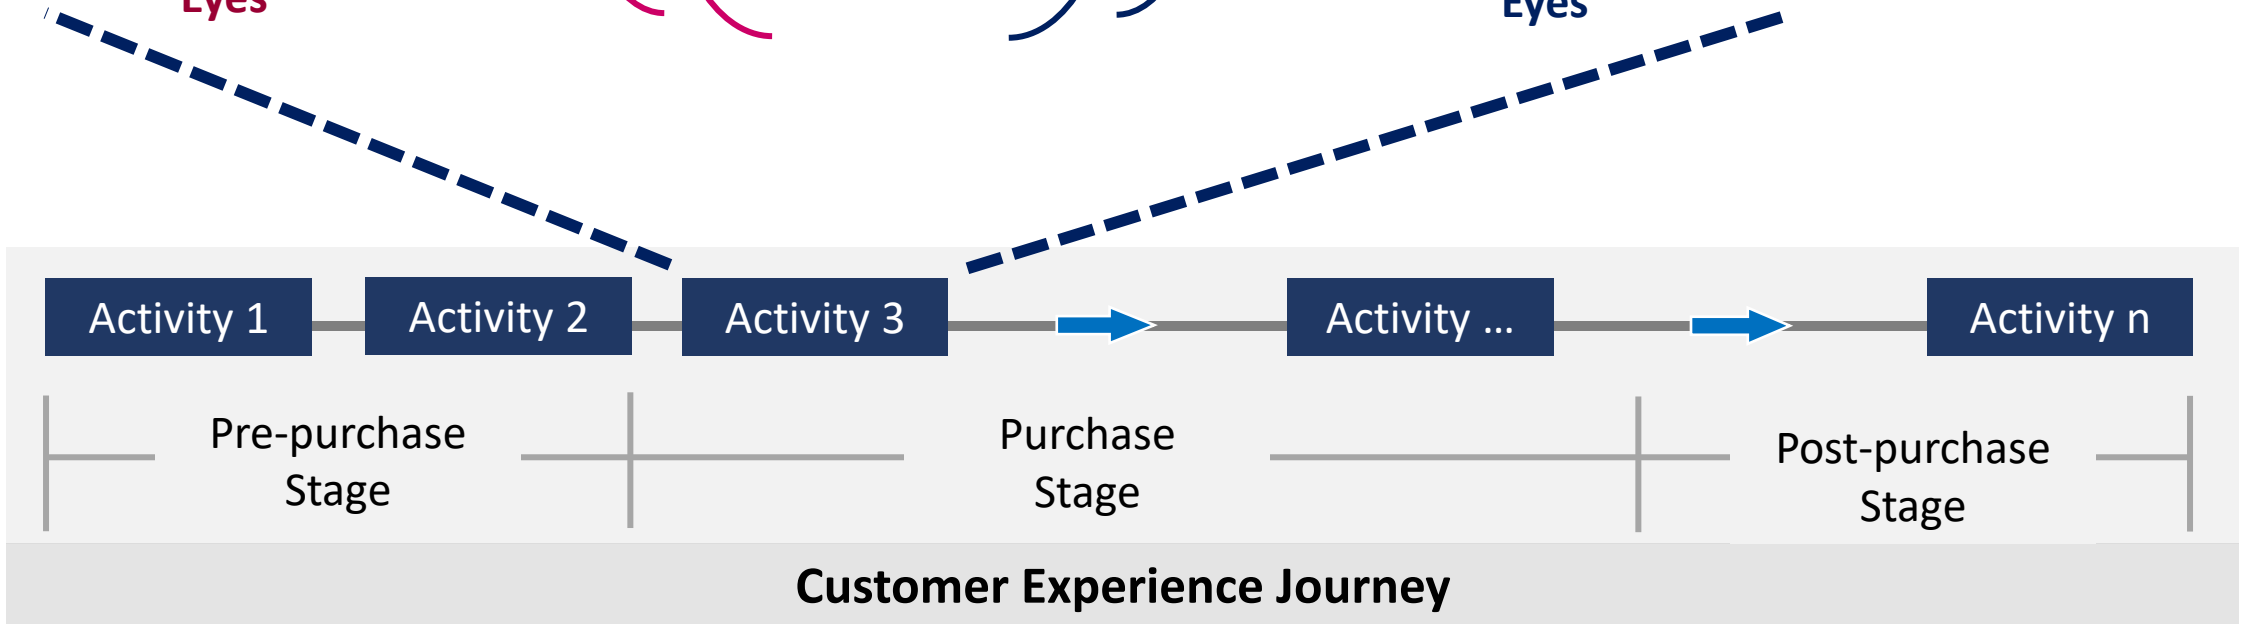 Eyes
Eyes
Activity 1
Activity 2
Activity 3
Activity ...
Activity n
Pre-purchase
Stage
Purchase
Stage
Post-purchase
Stage
Customer Experience Journey